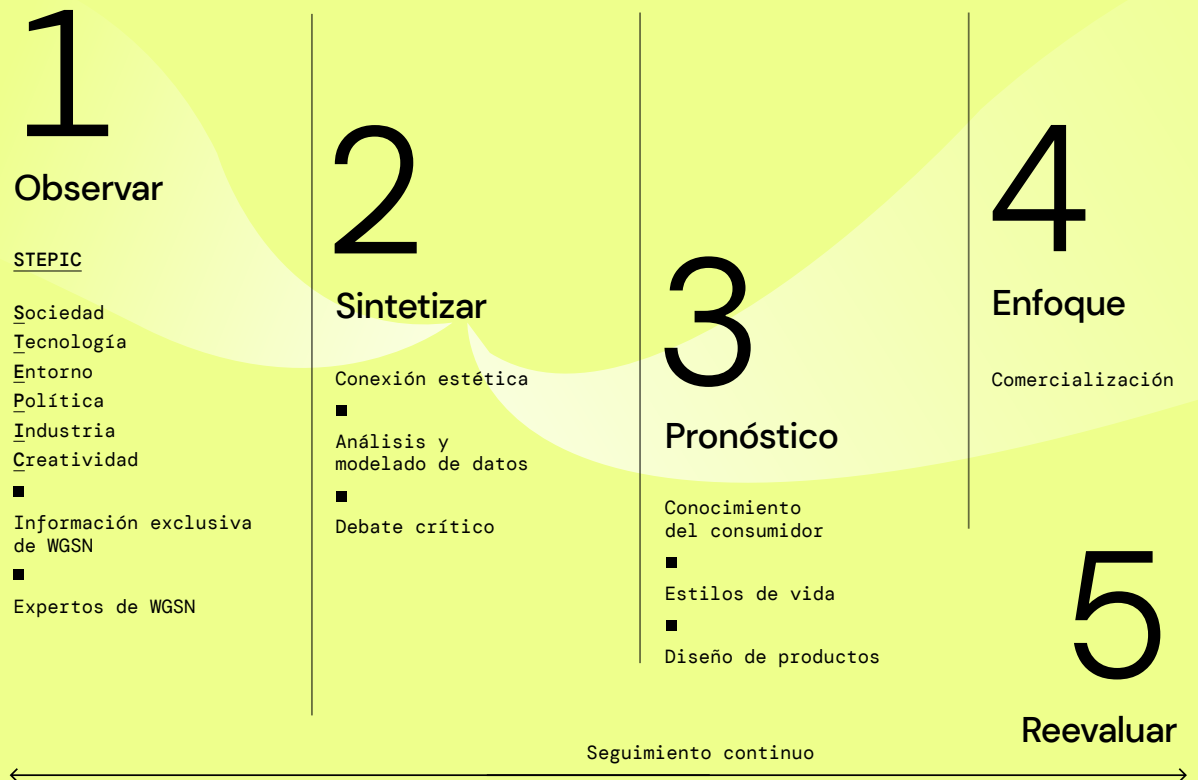 1
Observar
STEPIC
Sociedad
Tecnología
Entorno
Política
Industria
Creatividad
Información exclusiva
de WGSN
Expertos de WGSN
2
Sintetizar
Conexión estética
Análisis y
modelado de datos
Debate crítico
3
Pronóstico
Conocimiento
del consumidor
Estilos de vida
Diseño de productos
4
Enfoque
Comercialización
5
Reevaluar
Seguimiento continuo